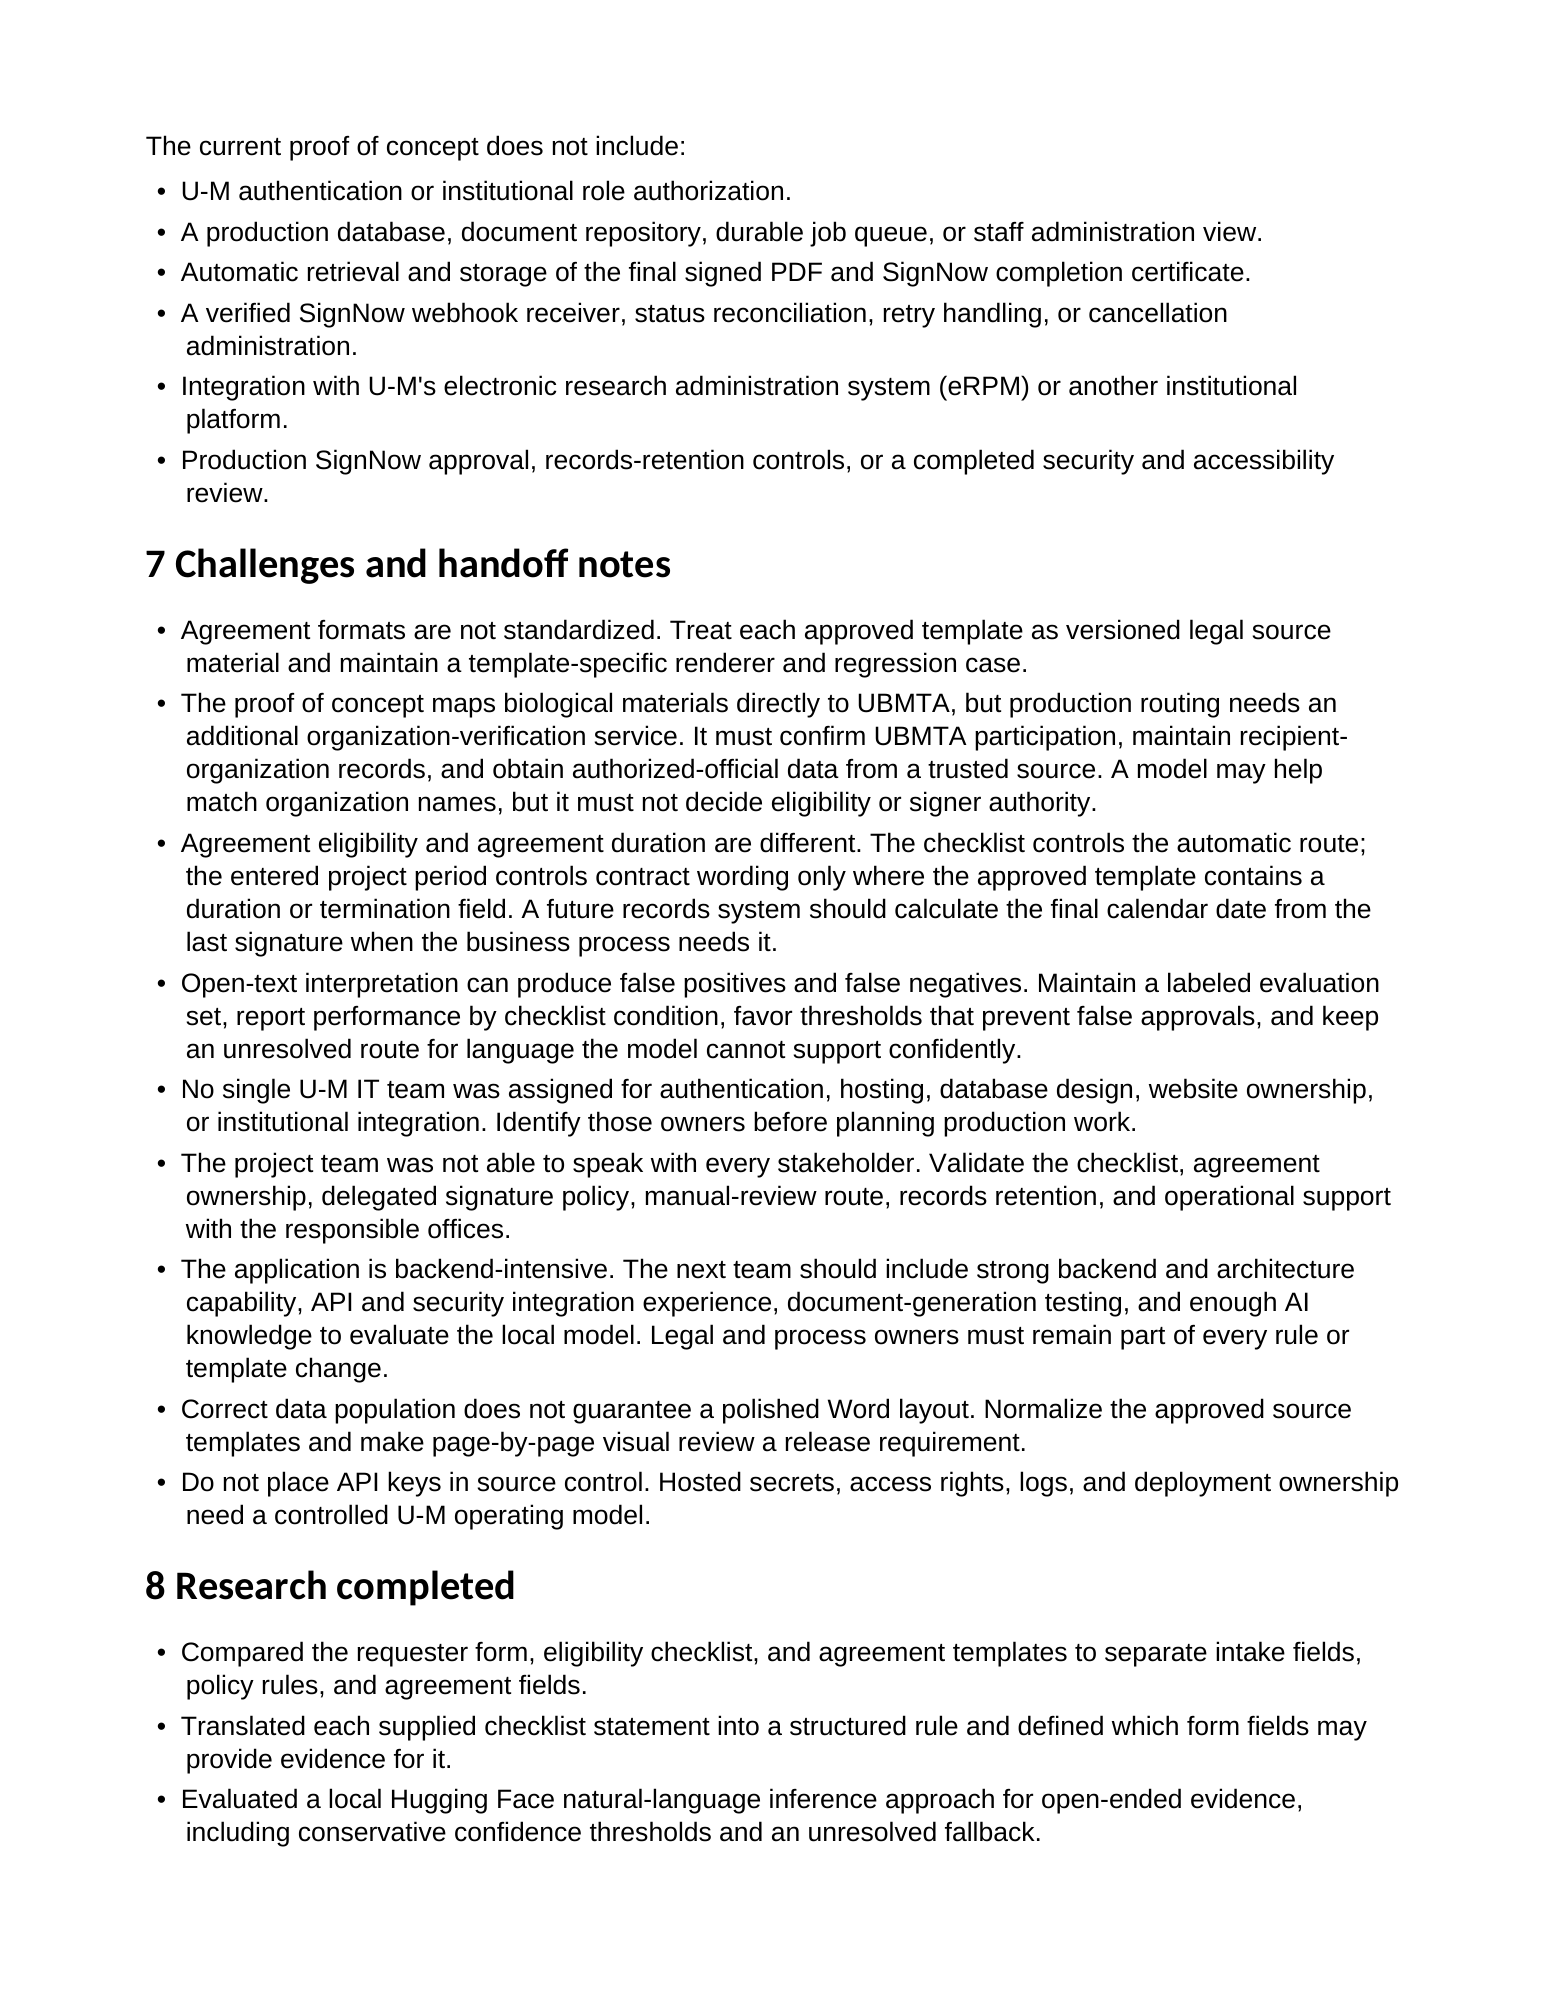 The current proof of concept does not include:
• U-M authentication or institutional role authorization.
• A production database, document repository, durable job queue, or staff administration view.
• Automatic retrieval and storage of the final signed PDF and SignNow completion certificate.
• A verified SignNow webhook receiver, status reconciliation, retry handling, or cancellation
administration.
• Integration with U-M's electronic research administration system (eRPM) or another institutional
platform.
• Production SignNow approval, records-retention controls, or a completed security and accessibility
review.
7 Challenges and handoff notes
• Agreement formats are not standardized. Treat each approved template as versioned legal source
material and maintain a template-specific renderer and regression case.
• The proof of concept maps biological materials directly to UBMTA, but production routing needs an
additional organization-verification service. It must confirm UBMTA participation, maintain recipient-
organization records, and obtain authorized-official data from a trusted source. A model may help
match organization names, but it must not decide eligibility or signer authority.
• Agreement eligibility and agreement duration are different. The checklist controls the automatic route;
the entered project period controls contract wording only where the approved template contains a
duration or termination field. A future records system should calculate the final calendar date from the
last signature when the business process needs it.
• Open-text interpretation can produce false positives and false negatives. Maintain a labeled evaluation
set, report performance by checklist condition, favor thresholds that prevent false approvals, and keep
an unresolved route for language the model cannot support confidently.
• No single U-M IT team was assigned for authentication, hosting, database design, website ownership,
or institutional integration. Identify those owners before planning production work.
• The project team was not able to speak with every stakeholder. Validate the checklist, agreement
ownership, delegated signature policy, manual-review route, records retention, and operational support
with the responsible offices.
• The application is backend-intensive. The next team should include strong backend and architecture
capability, API and security integration experience, document-generation testing, and enough AI
knowledge to evaluate the local model. Legal and process owners must remain part of every rule or
template change.
• Correct data population does not guarantee a polished Word layout. Normalize the approved source
templates and make page-by-page visual review a release requirement.
• Do not place API keys in source control. Hosted secrets, access rights, logs, and deployment ownership
need a controlled U-M operating model.
8 Research completed
• Compared the requester form, eligibility checklist, and agreement templates to separate intake fields,
policy rules, and agreement fields.
• Translated each supplied checklist statement into a structured rule and defined which form fields may
provide evidence for it.
• Evaluated a local Hugging Face natural-language inference approach for open-ended evidence,
including conservative confidence thresholds and an unresolved fallback.